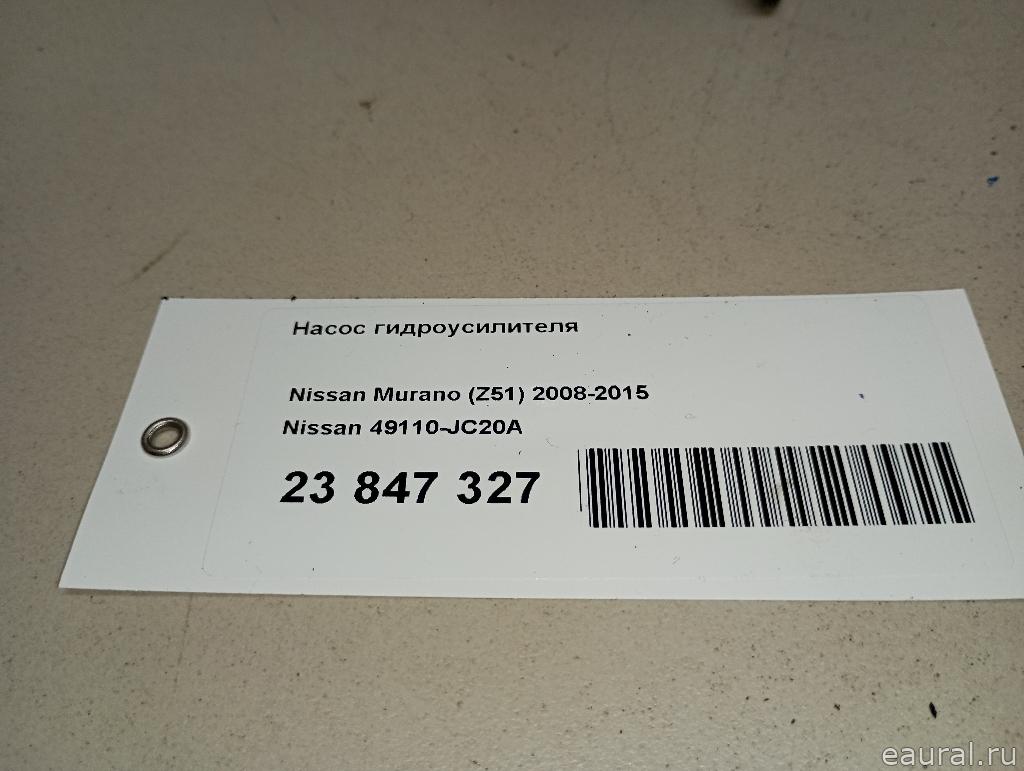 Насос гидроусилителя
Nissan Murano (Z51) 2008-2015
Nissan 49110-JC20A
23 847 327
eaural.ru